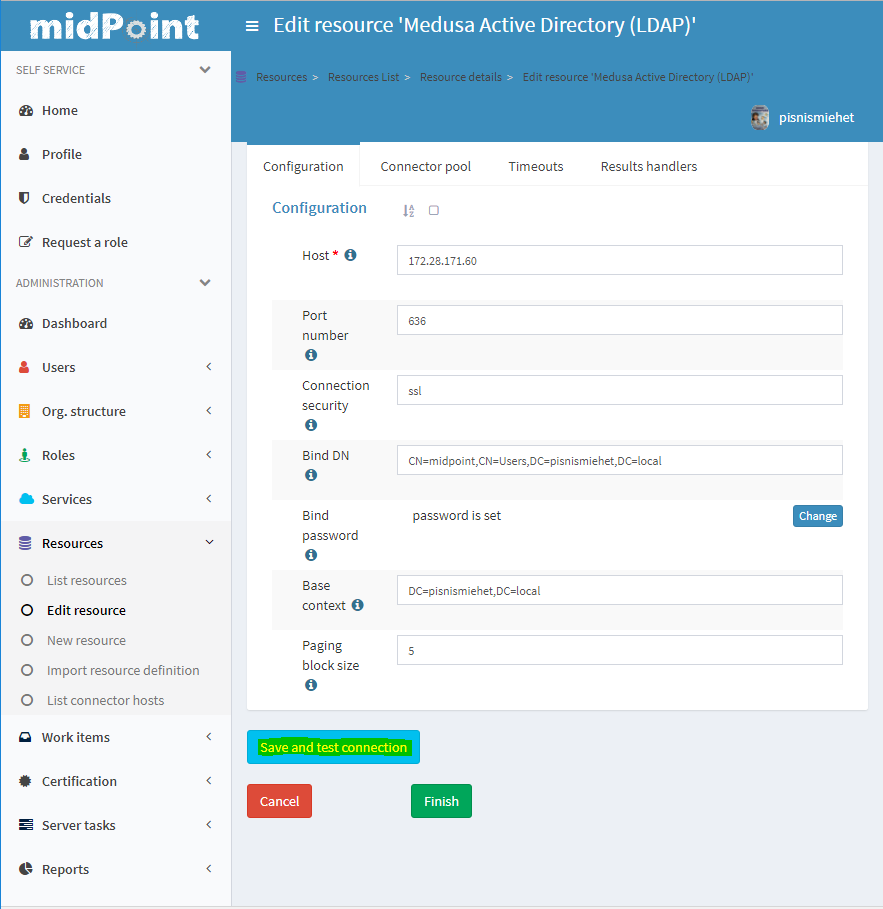 midPoint
Edit resource 'Medusa Active Directory (LDAP)'
Resources > Resources List > Resource details > Edit resource 'Medusa Active Directory (LDAP)'
pisnismiehet
SELF SERVICE
Home
Profile
Credentials
Request a role
ADMINISTRATION
Dashboard
Users
Org. structure
Roles
Services
Resources
List resources
Edit resource
New resource
Import resource definition
List connector hosts
Work items
Certification
Server tasks
Reports
Configuration Connector pool Timeouts Results handlers
Configuration
Host * 172.28.171.60
Port
number
636
Connection
security
ssl
Bind DN
CN=midpoint,CN=Users,DC=pisnismiehet,DC=local
Bind
password
password is set Change
Base
context
DC=pisnismiehet,DC=local
Paging
block size
5
Save and test connection
Cancel Finish